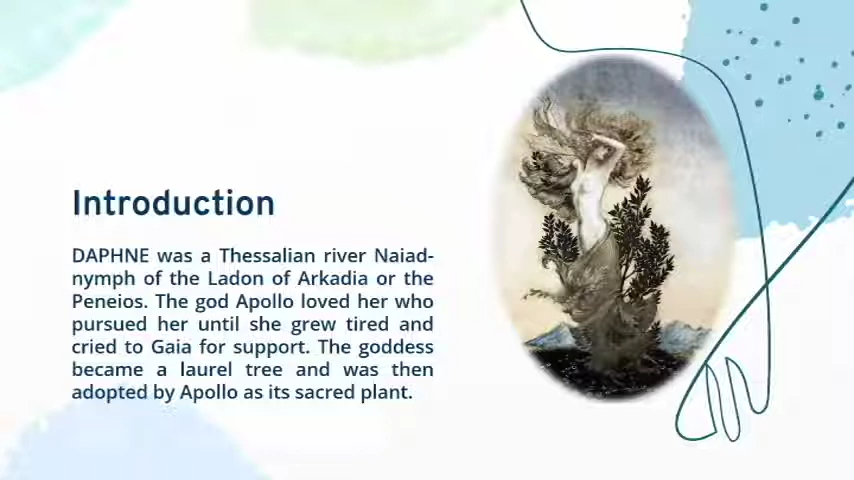 Introduction
DAPHNE was a Thessalian river Naiad-
nymph of the Ladon of Arkadia or the
Peneios. The god Apollo loved her who
pursued her until she grew tired and
cried to Gaia for support. The goddess
became a laurel tree and was then
adopted by Apollo as its sacred plant.